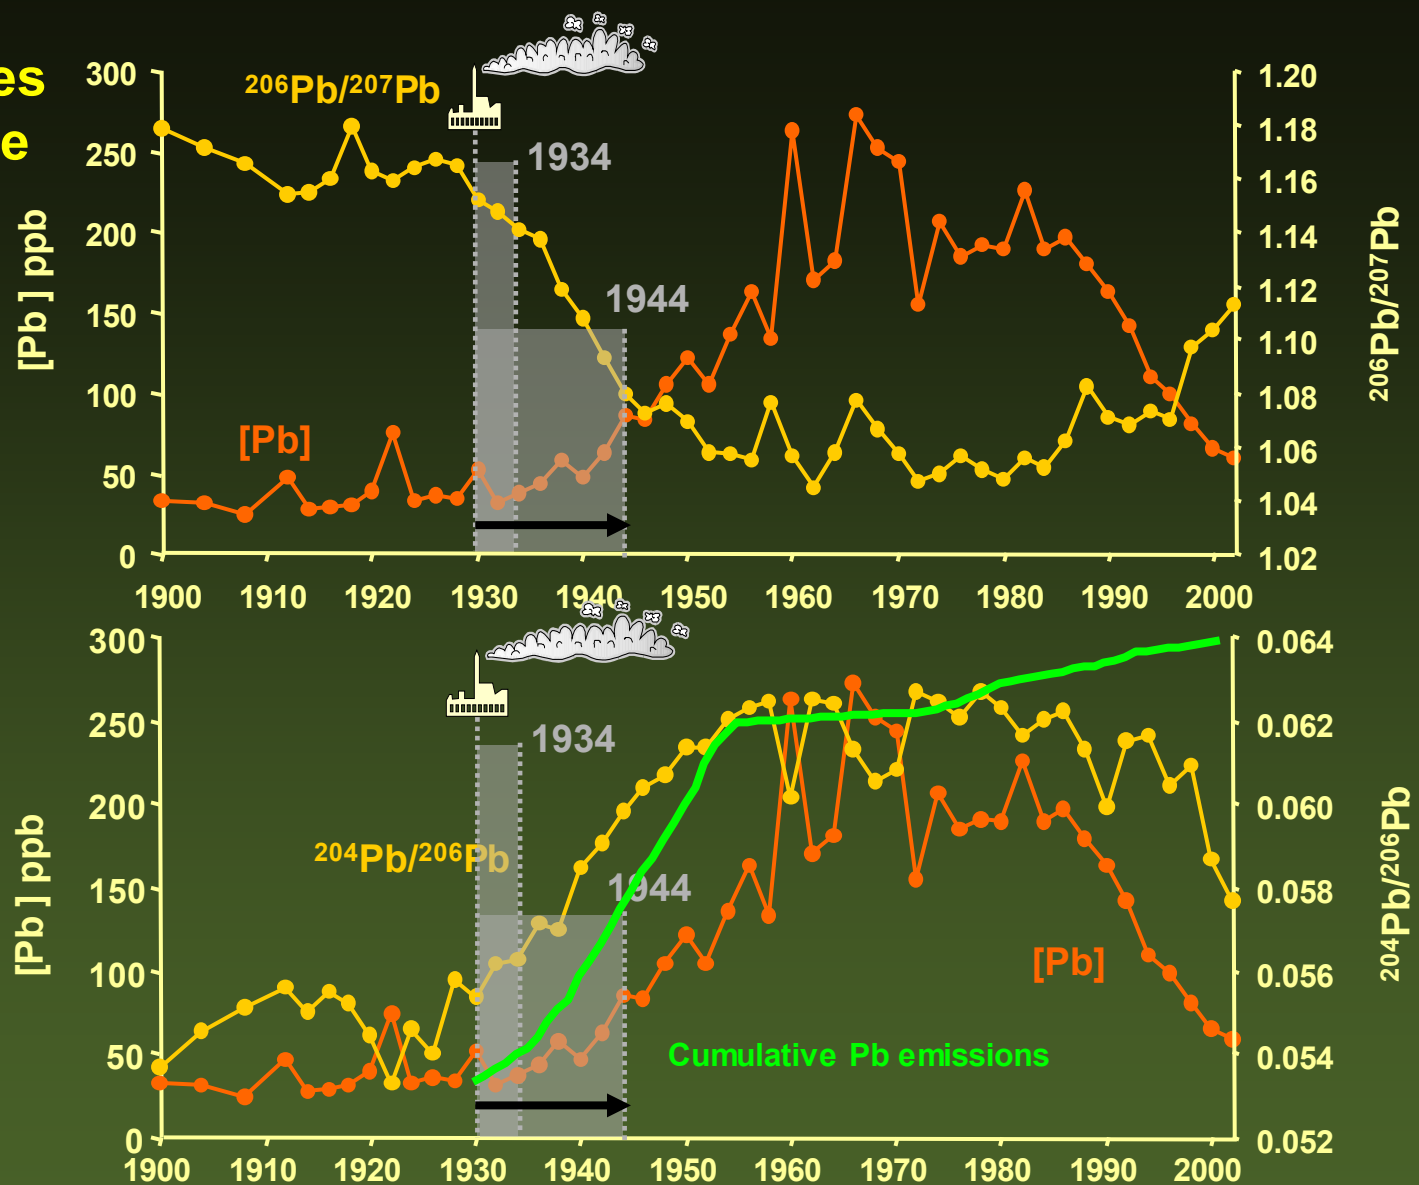 es
e
300
250
200
150
100
50
0
[Pb ] ppb
²⁰⁶Pb/²⁰⁷Pb
1934
1944
[Pb]
1.20
1.18
1.16
1.14
1.12
1.10
1.08
1.06
1.04
1.02
²⁰⁶Pb/²⁰⁷Pb
1900 1910 1920 1930 1940 1950 1960 1970 1980 1990 2000
300
250
200
150
100
50
0
[Pb ] ppb
1934
²⁰⁴Pb/²⁰⁶Pb
1944
[Pb]
Cumulative Pb emissions
0.064
0.062
0.060
0.058
0.056
0.054
0.052
²⁰⁴Pb/²⁰⁶Pb
1900 1910 1920 1930 1940 1950 1960 1970 1980 1990 2000